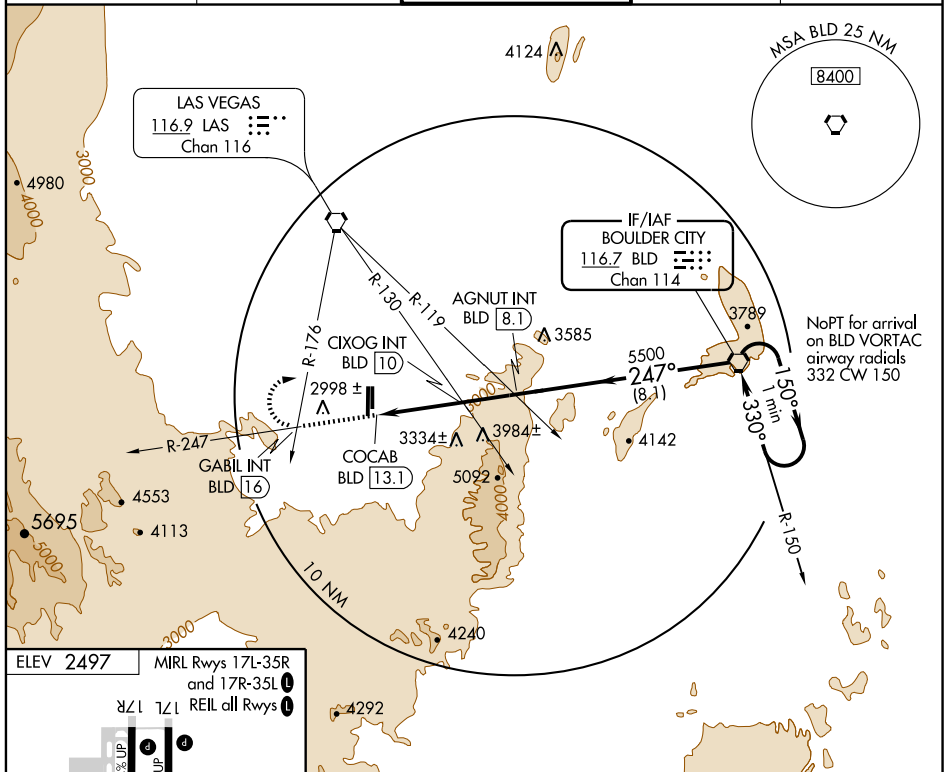 4124
MSA BLD 25 NM
8400
LAS VEGAS
116.9 LAS
Chan 116
3000
4980
4000
IF/IAF
BOULDER CITY
116.7 BLD
Chan 114
R-130
R-119
R-176
AGNUT INT
BLD 8.1
3585
3789
NoPT for arrival
on BLD VORTAC
airway radials
332 CW 150
CIXOG INT
BLD 10
5500
247°
(8.1)
150°
1 min
330°
2998 ±
3000
R-247
3334±
3984±
4142
GABIL INT
BLD 16
COCAB
BLD 13.1
5092
4000
4553
5695
5000
4113
R-150
10 NM
3000
4240
4292
ELEV 2497
MIRL Rwys 17L-35R
and 17R-35L L
REIL all Rwys L
17R
17L
P
P
% UP
UP